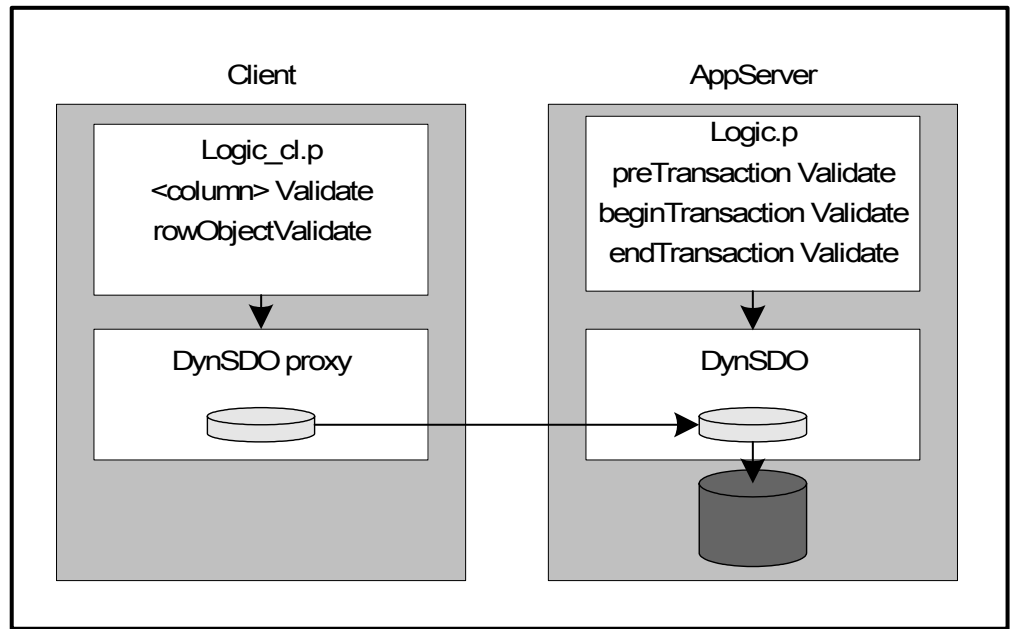 Client
Logic_cl.p
<column> Validate
rowObjectValidate
DynSDO proxy
AppServer
Logic.p
preTransaction Validate
beginTransaction Validate
endTransaction Validate
DynSDO